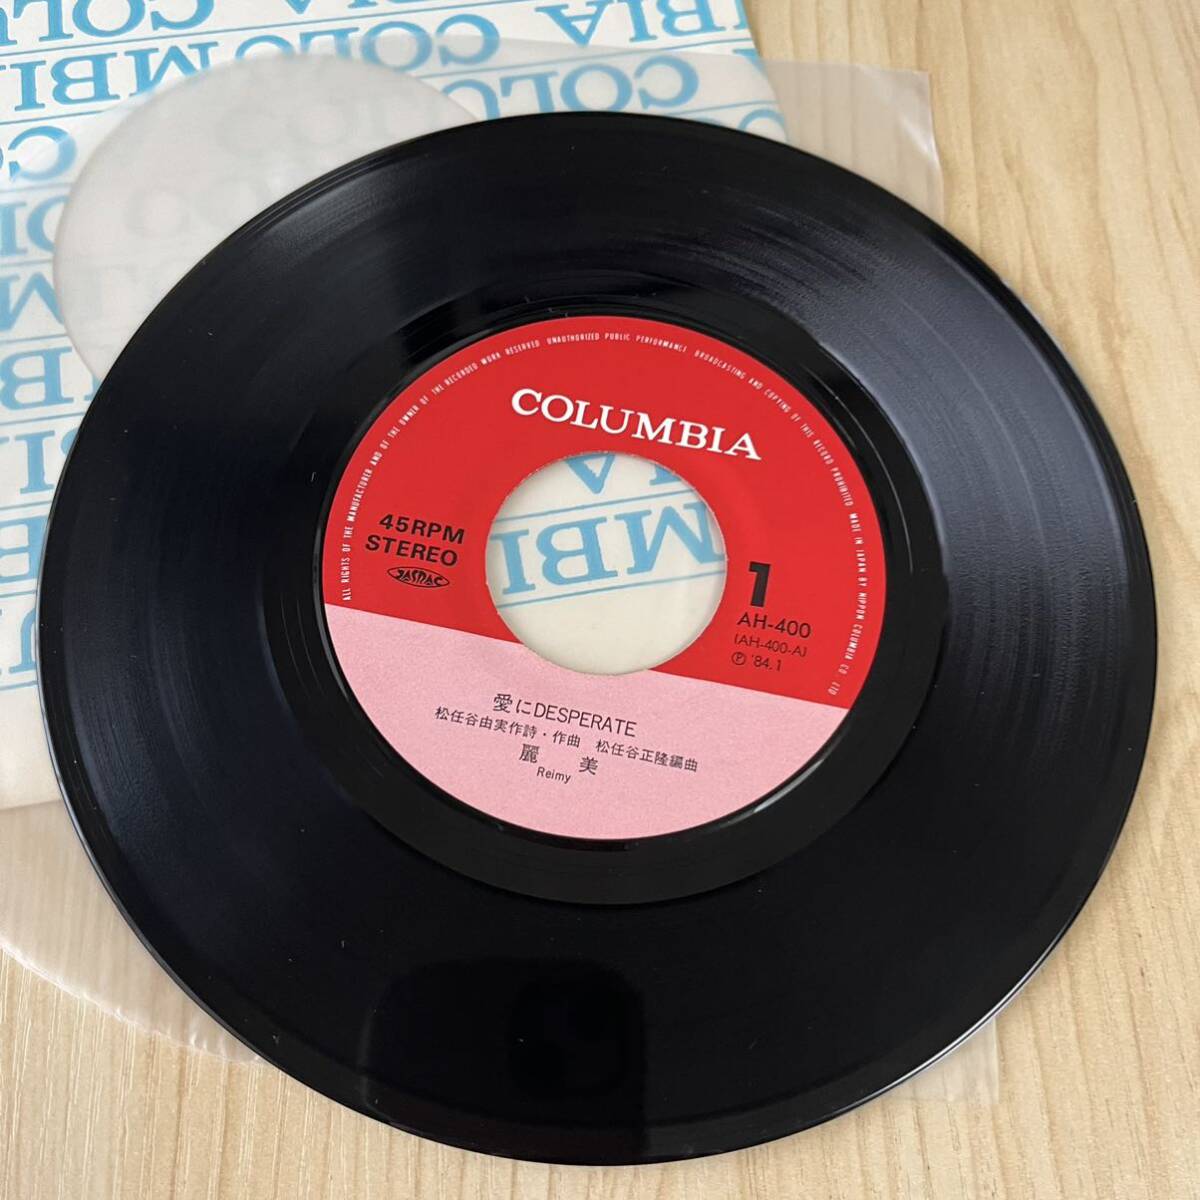 COLUMBIA
ALL RIGHTS OF THE MANUFACTURER AND OF THE OWNER OF THE RECORDED WORK RESERVED UNAUTHORIZED PUBLIC PERFORMANCE BROADCASTING AND COPYING OF THIS RECORD PROHIBITED MADE IN JAPAN BY NIPPON COLUMBIA CO. LTD
45RPM
STEREO
JASRAC
1
AH-400
(AH-400-A)
Ⓟ '84.1
愛にDESPERATE
松任谷由実作詩・作曲 松任谷正隆編曲
麗 美
Reimy